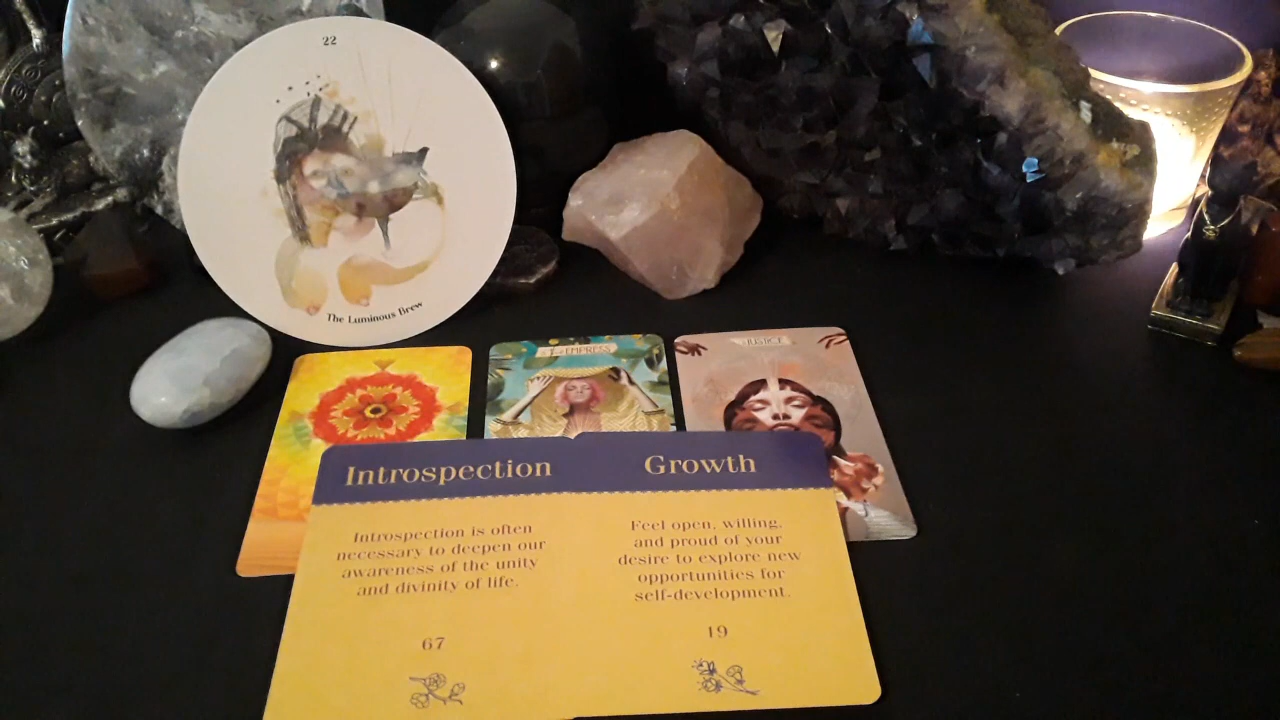 22
The Luminous Brew
EMPRESS
JUSTICE
Introspection
Introspection is often
necessary to deepen our
awareness of the unity
and divinity of life.
67
Growth
Feel open, willing,
and proud of your
desire to explore new
opportunities for
self-development.
19